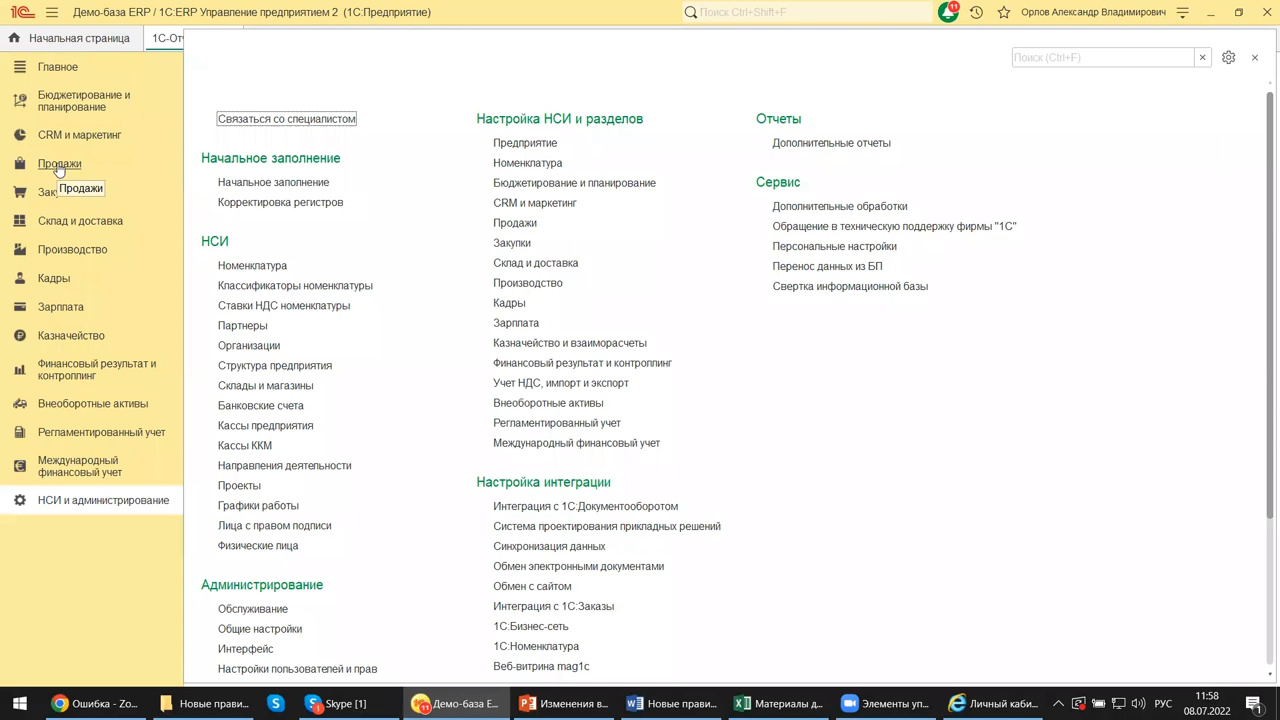 1С Демо-база ERP / 1С:ERP Управление предприятием 2 (1С:Предприятие)
Поиск Ctrl+Shift+F
11
Орлов Александр Владимирович
Начальная страница
1С-От
Поиск (Ctrl+F)
Главное
Бюджетирование и
планирование
CRM и маркетинг
Продажи
Продажи
Склад и доставка
Производство
Кадры
Зарплата
Казначейство
Финансовый результат и
контроллинг
Внеоборотные активы
Регламентированный учет
Международный
финансовый учет
НСИ и администрирование
Связаться со специалистом
Начальное заполнение
Начальное заполнение
Корректировка регистров
НСИ
Номенклатура
Классификаторы номенклатуры
Ставки НДС номенклатуры
Партнеры
Организации
Структура предприятия
Склады и магазины
Банковские счета
Кассы предприятия
Кассы ККМ
Направления деятельности
Проекты
Графики работы
Лица с правом подписи
Физические лица
Администрирование
Обслуживание
Общие настройки
Интерфейс
Настройки пользователей и прав
Настройка НСИ и разделов
Предприятие
Номенклатура
Бюджетирование и планирование
CRM и маркетинг
Продажи
Закупки
Склад и доставка
Производство
Кадры
Зарплата
Казначейство и взаиморасчеты
Финансовый результат и контроллинг
Учет НДС, импорт и экспорт
Внеоборотные активы
Регламентированный учет
Международный финансовый учет
Настройка интеграции
Интеграция с 1С:Документооборотом
Система проектирования прикладных решений
Синхронизация данных
Обмен электронными документами
Обмен с сайтом
Интеграция с 1С:Заказы
1С:Бизнес-сеть
1С:Номенклатура
Веб-витрина mag1c
Отчеты
Дополнительные отчеты
Сервис
Дополнительные обработки
Обращение в техническую поддержку фирмы "1С"
Персональные настройки
Перенос данных из БП
Свертка информационной базы
Ошибка - Zo...
Новые прави...
Skype [1]
Демо-база E...
Изменения в...
Новые прави...
Материалы д...
Элементы уп...
Личный каби...
РУС
11:58
08.07.2022